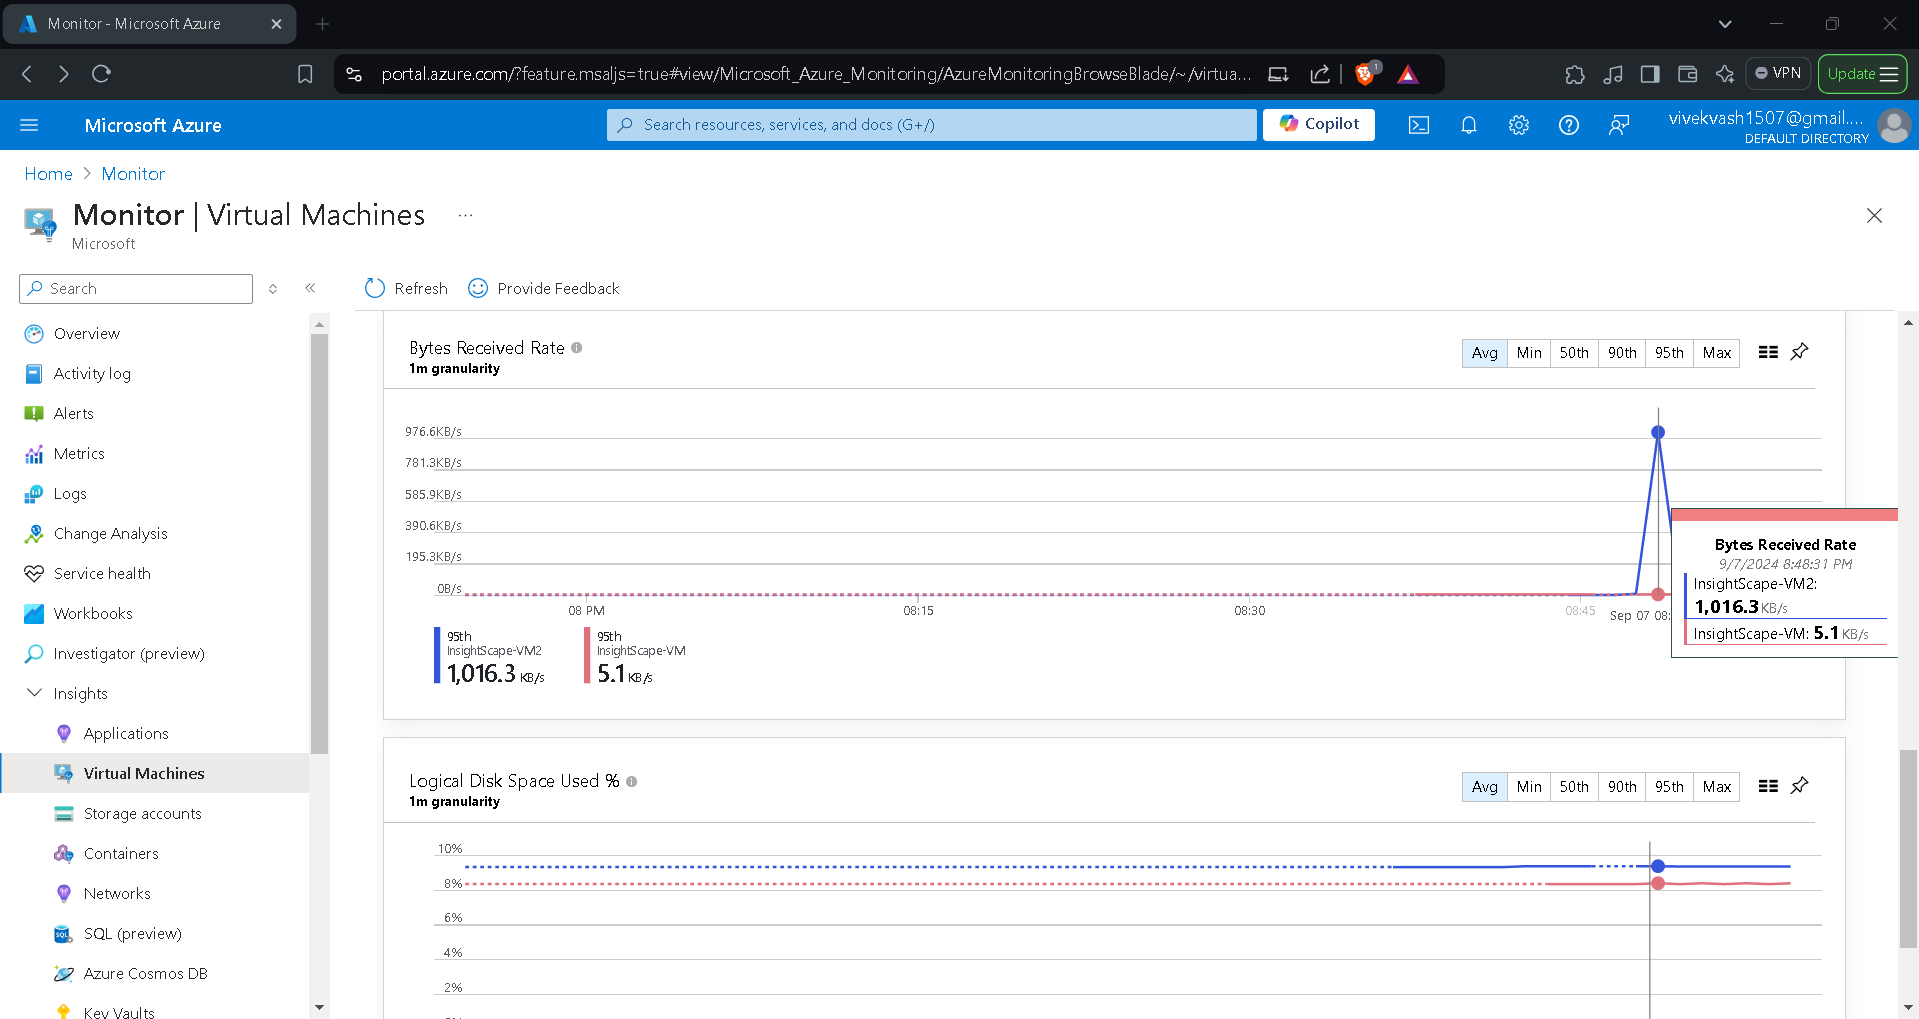 Monitor - Microsoft Azure
portal.azure.com/?feature.msaljs=true#view/Microsoft_Azure_Monitoring/AzureMonitoringBrowseBlade/~/virtua...
1
VPN
Update
Microsoft Azure
Search resources, services, and docs (G+/)
Copilot
vivekvash1507@gmail....
DEFAULT DIRECTORY
Home > Monitor
Monitor | Virtual Machines ...
Microsoft
Search
Refresh
Provide Feedback
Overview
Activity log
Alerts
Metrics
Logs
Change Analysis
Service health
Workbooks
Investigator (preview)
Insights
Applications
Virtual Machines
Storage accounts
Containers
Networks
SQL (preview)
Azure Cosmos DB
Key Vaults
Bytes Received Rate
1m granularity
Avg Min 50th 90th 95th Max
976.6KB/s
781.3KB/s
585.9KB/s
390.6KB/s
195.3KB/s
0B/s
08 PM 08:15 08:30 08:45
Sep 07 08:
Bytes Received Rate
9/7/2024 8:48:31 PM
InsightScape-VM2:
1,016.3 KB/s
InsightScape-VM: 5.1 KB/s
95th
InsightScape-VM2
1,016.3 KB/s
95th
InsightScape-VM
5.1 KB/s
Logical Disk Space Used %
1m granularity
Avg Min 50th 90th 95th Max
10%
8%
6%
4%
2%